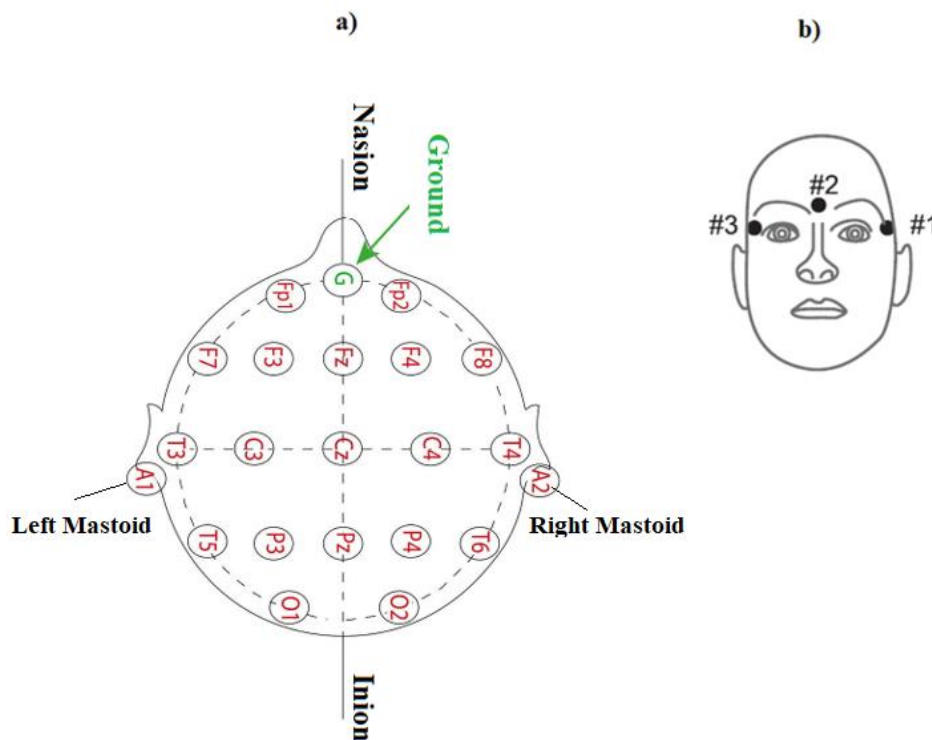 a)
b)
Nasion
Ground
G
Fp1
Fp2
F7
F3
Fz
F4
F8
T3
C3
Cz
C4
T4
A1
A2
Left Mastoid
Right Mastoid
T5
P3
Pz
P4
T6
O1
O2
Inion
#2
#3
#1